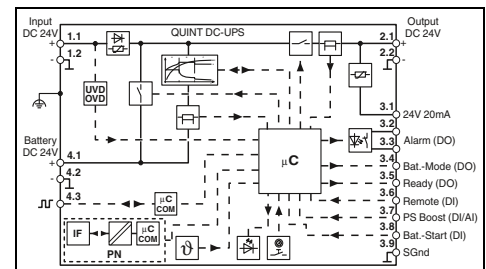 Input
DC 24V
1.1
+
1.2
-
QUINT DC-UPS
Output
DC 24V
2.1
+
2.2
-
UVD
OVD
3.1
24V 20mA
3.2
3.3
Alarm (DO)
Battery
DC 24V
4.1
+
4.2
-
4.3
µC
3.4
Bat.-Mode (DO)
3.5
Ready (DO)
3.6
Remote (DI)
3.7
PS Boost (DI/AI)
3.8
Bat.-Start (DI)
3.9
SGnd
µC
COM
IF
µC
COM
PN
ϑ